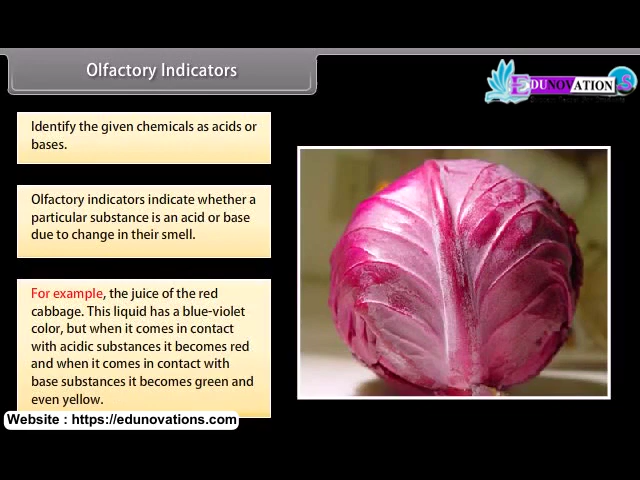 Olfactory Indicators
EDUNOVATIONS
Identify the given chemicals as acids or
bases.
Olfactory indicators indicate whether a
particular substance is an acid or base
due to change in their smell.
For example, the juice of the red
cabbage. This liquid has a blue-violet
color, but when it comes in contact
with acidic substances it becomes red
and when it comes in contact with
base substances it becomes green and
even yellow.
Website : https://edunovations.com